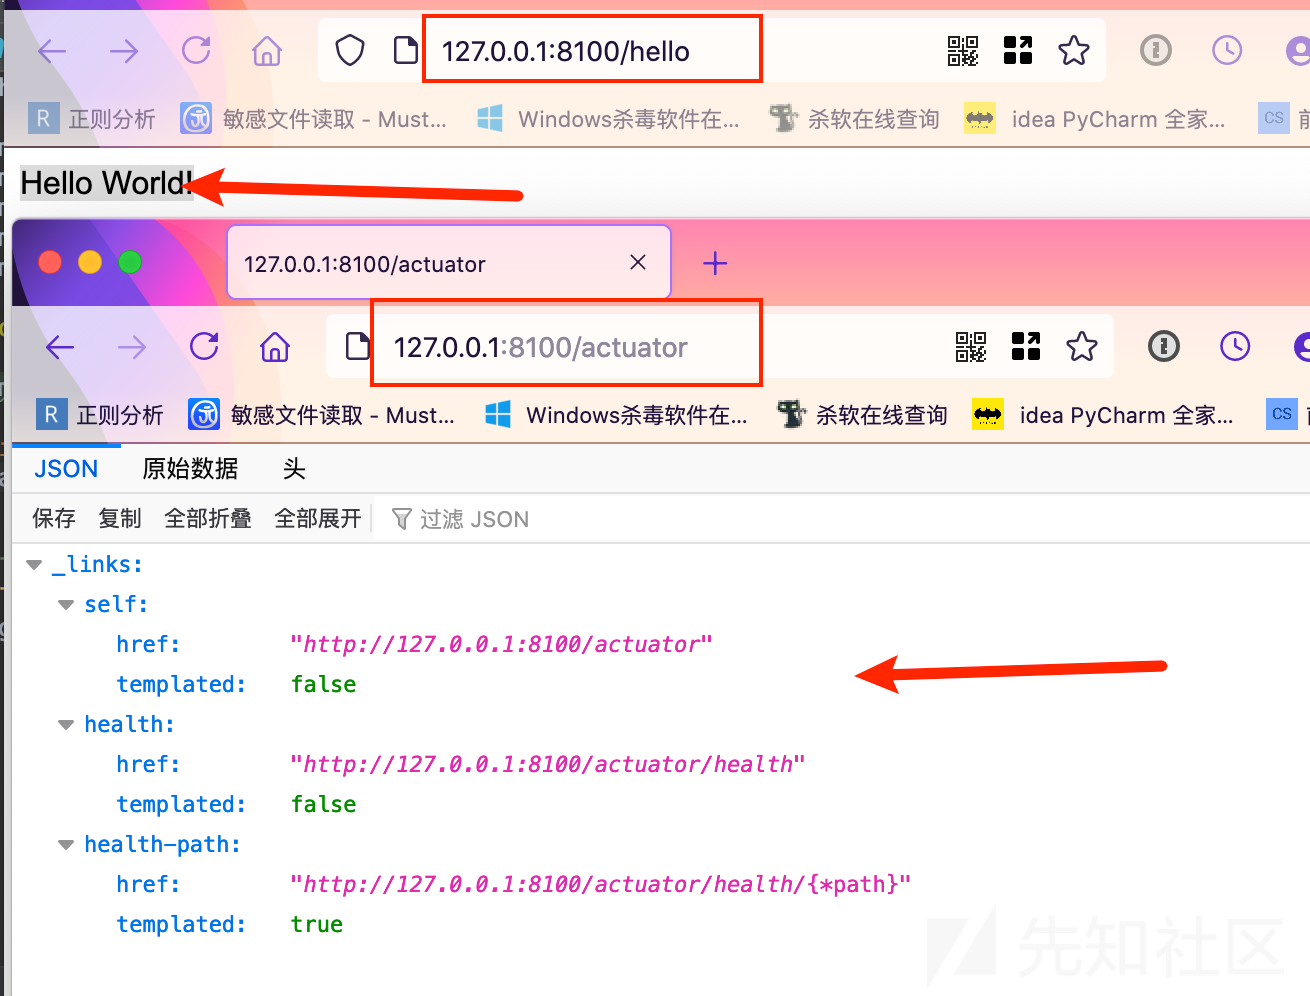 127.0.0.1:8100/hello
R 正则分析 敏感文件读取 - Must... Windows杀毒软件在... 杀软在线查询 idea PyCharm 全家... CS
Hello World!
127.0.0.1:8100/actuator
127.0.0.1:8100/actuator
R 正则分析 敏感文件读取 - Must... Windows杀毒软件在... 杀软在线查询 idea PyCharm 全家... CS
JSON 原始数据 头
保存 复制 全部折叠 全部展开 过滤 JSON
_links:
self:
href: "http://127.0.0.1:8100/actuator"
templated: false
health:
href: "http://127.0.0.1:8100/actuator/health"
templated: false
health-path:
href: "http://127.0.0.1:8100/actuator/health/{*path}"
templated: true
先知社区